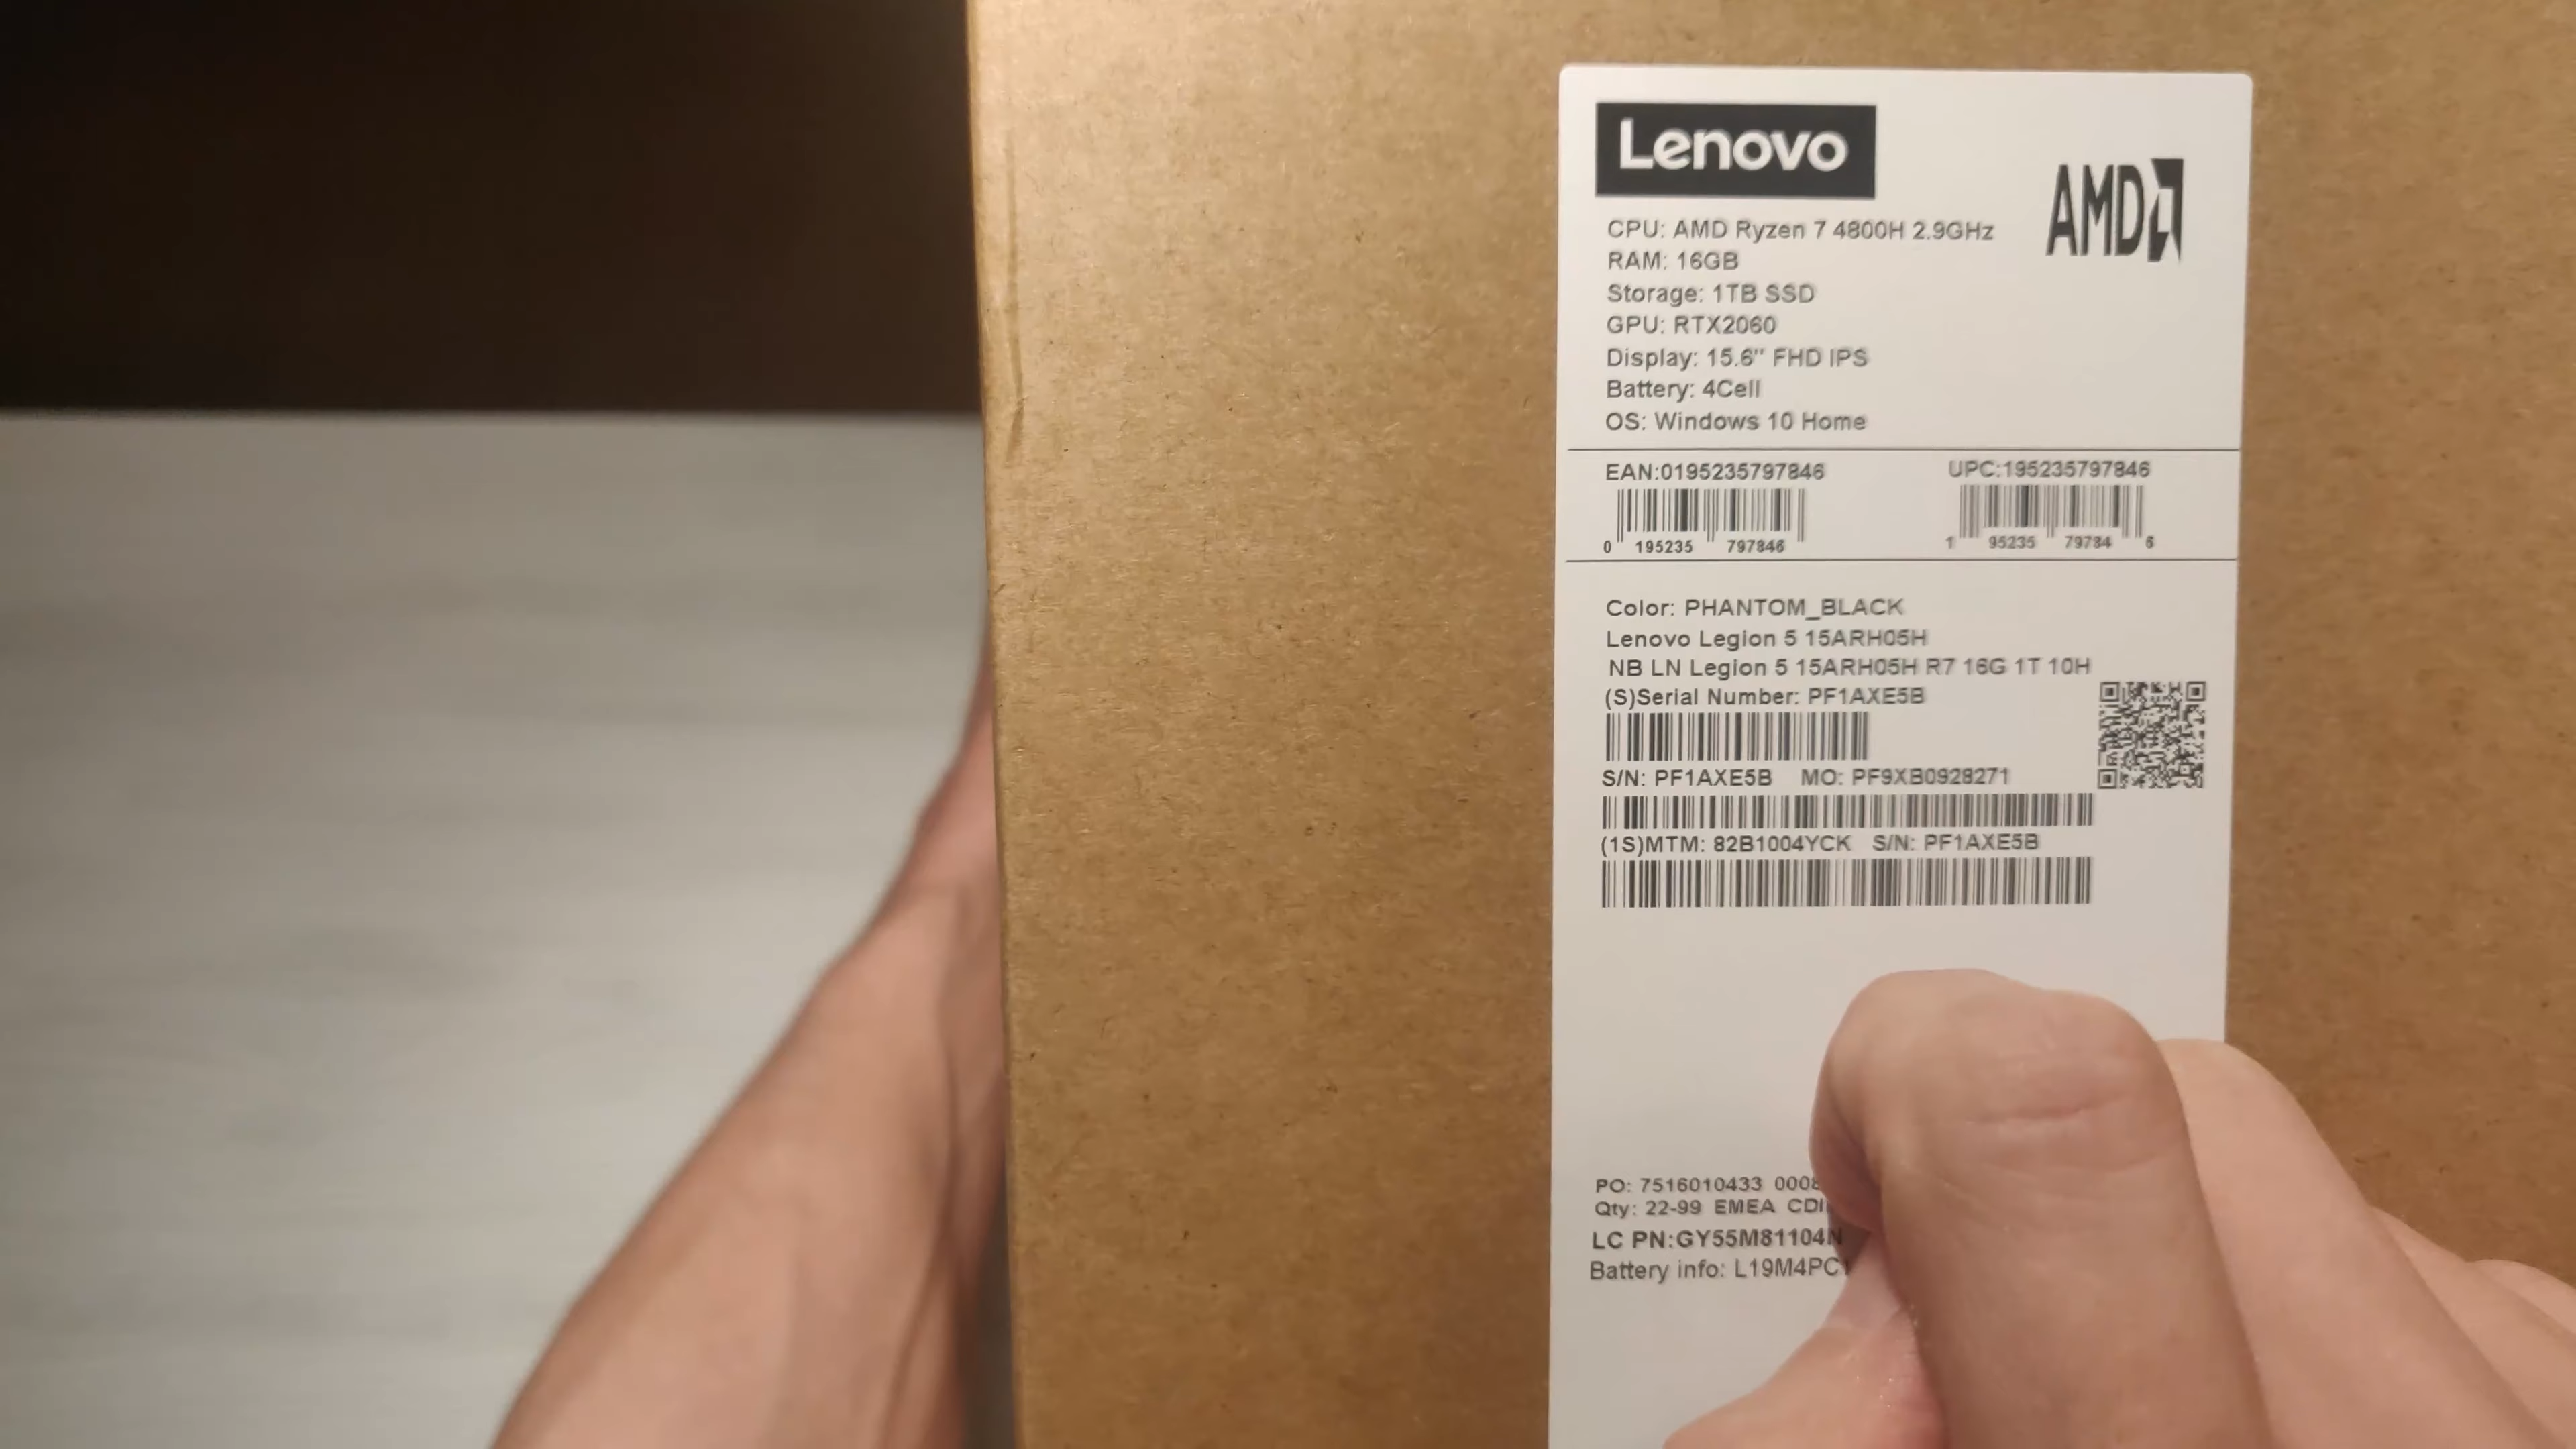 Lenovo
AMD
CPU: AMD Ryzen 7 4800H 2.9GHz
RAM: 16GB
Storage: 1TB SSD
GPU: RTX2060
Display: 15.6" FHD IPS
Battery: 4Cell
OS: Windows 10 Home
EAN:0195235797846 UPC:195235797846
0 195235 797846 1 95235 79784 6
Color: PHANTOM_BLACK
Lenovo Legion 5 15ARH05H
NB LN Legion 5 15ARH05H R7 16G 1T 10H
(S)Serial Number: PF1AXE5B
S/N: PF1AXE5B MO: PF9XB0928271
(1S)MTM: 82B1004YCK S/N: PF1AXE5B
PO: 7516010433
Qty: 22-99 EMEA
LC PN:GY55M81104N
Battery info: